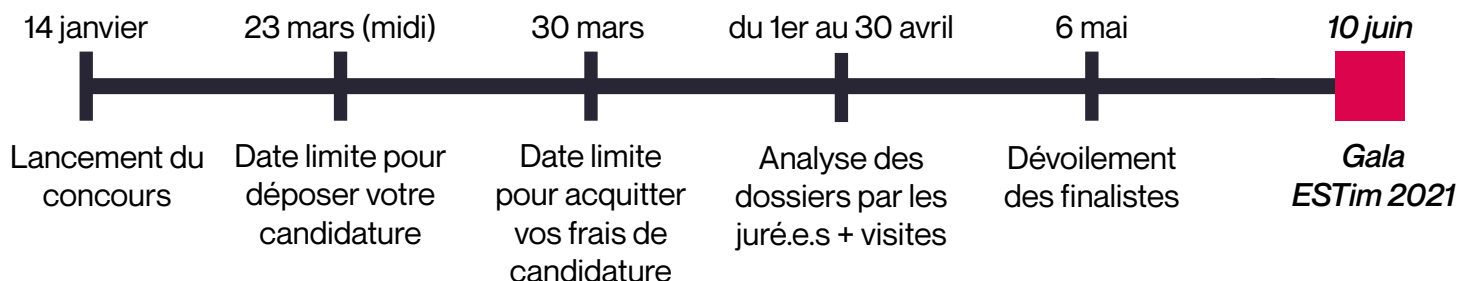 14 janvier
23 mars (midi)
30 mars
du 1er au 30 avril
6 mai
10 juin
Lancement du
concours
Date limite pour
déposer votre
candidature
Date limite
pour acquitter
vos frais de
candidature
Analyse des
dossiers par les
juré.e.s + visites
Dévoilement
des finalistes
Gala
ESTim 2021